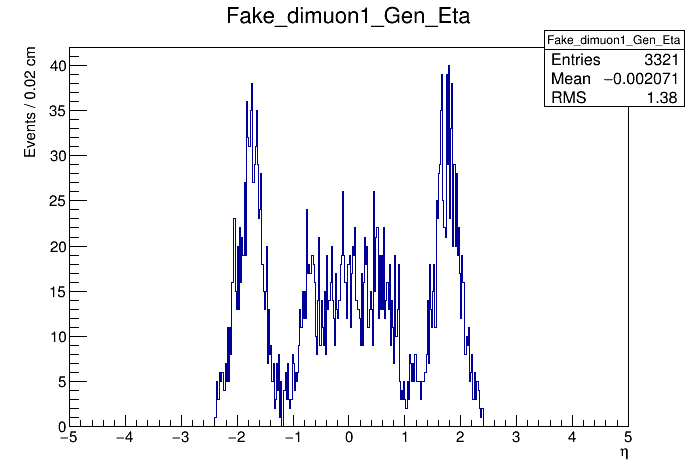 Fake_dimuon1_Gen_Eta
Fake_dimuon1_Gen_Eta
Entries 3321
Mean −0.002071
RMS 1.38
Events / 0.02 cm
40
35
30
25
20
15
10
5
0
−5 −4 −3 −2 −1 0 1 2 3 4 5
η